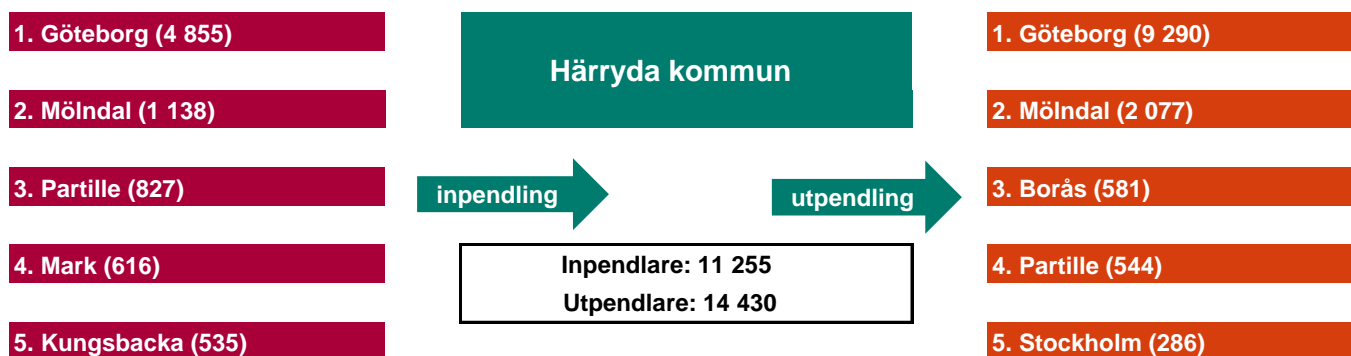 1. Göteborg (4 855)
2. Mölndal (1 138)
3. Partille (827)
4. Mark (616)
5. Kungsbacka (535)
Härryda kommun
inpendling
utpendling
Inpendlare: 11 255
Utpendlare: 14 430
1. Göteborg (9 290)
2. Mölndal (2 077)
3. Borås (581)
4. Partille (544)
5. Stockholm (286)